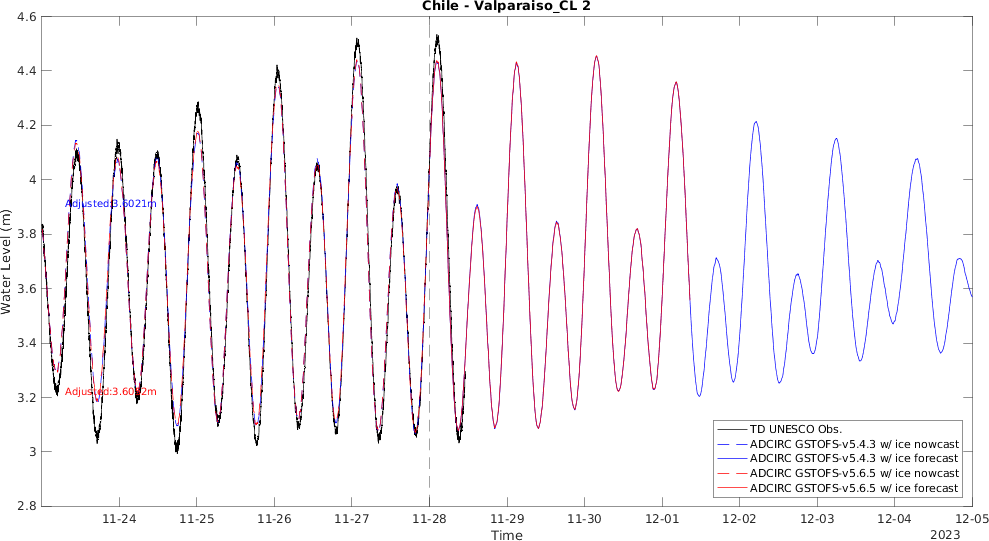 Chile - Valparaiso_CL 2
4.6
4.4
4.2
4
3.8
3.6
3.4
3.2
3
2.8
Water Level (m)
Adjusted:3.6021m
TD UNESCO Obs.
ADCIRC GSTOFS-v5.4.3 w/ ice nowcast
ADCIRC GSTOFS-v5.4.3 w/ ice forecast
ADCIRC GSTOFS-v5.6.5 w/ ice nowcast
ADCIRC GSTOFS-v5.6.5 w/ ice forecast
11-24
11-25
11-26
11-27
11-28
11-29
11-30
12-01
12-02
12-03
12-04
12-05
Time
2023